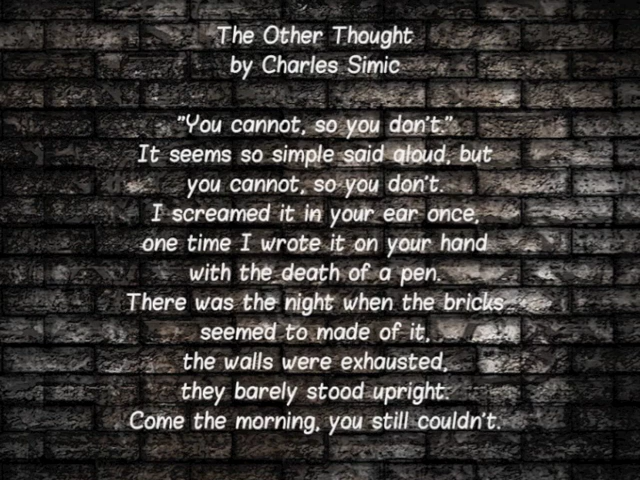 The Other Thought
by Charles Simic
"You cannot, so you don't."
It seems so simple said aloud, but
you cannot, so you don't.
I screamed it in your ear once,
one time I wrote it on your hand
with the death of a pen.
There was the night when the bricks
seemed to made of it,
the walls were exhausted,
they barely stood upright.
Come the morning, you still couldn't.